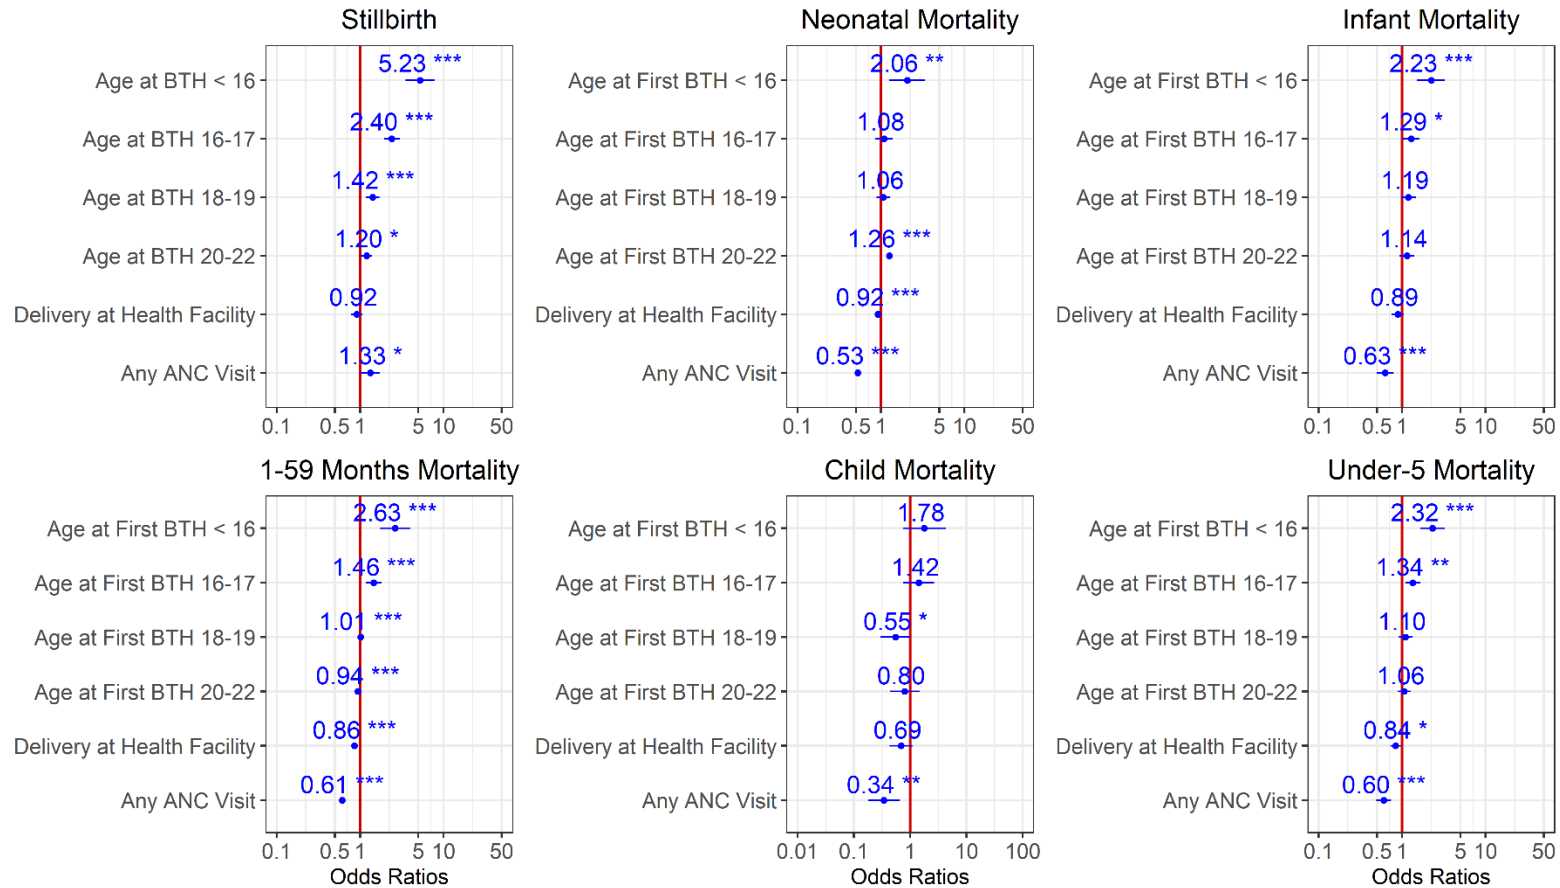 Stillbirth
Age at BTH < 16
5.23 ***
Age at BTH 16-17
2.40 ***
Age at BTH 18-19
1.42 ***
Age at BTH 20-22
1.20 *
Delivery at Health Facility
0.92
Any ANC Visit
1.33 *
0.1 0.5 1 5 10 50
Neonatal Mortality
Age at First BTH < 16
2.06 **
Age at First BTH 16-17
1.08
Age at First BTH 18-19
1.06
Age at First BTH 20-22
1.26 ***
Delivery at Health Facility
0.92 ***
Any ANC Visit
0.53 ***
0.1 0.5 1 5 10 50
Infant Mortality
Age at First BTH < 16
2.23 ***
Age at First BTH 16-17
1.29 *
Age at First BTH 18-19
1.19
Age at First BTH 20-22
1.14
Delivery at Health Facility
0.89
Any ANC Visit
0.63 ***
0.1 0.5 1 5 10 50
1-59 Months Mortality
Age at First BTH < 16
2.63 ***
Age at First BTH 16-17
1.46 ***
Age at First BTH 18-19
1.01 ***
Age at First BTH 20-22
0.94 ***
Delivery at Health Facility
0.86 ***
Any ANC Visit
0.61 ***
0.1 0.5 1 5 10 50
Odds Ratios
Child Mortality
Age at First BTH < 16
1.78
Age at First BTH 16-17
1.42
Age at First BTH 18-19
0.55 *
Age at First BTH 20-22
0.80
Delivery at Health Facility
0.69
Any ANC Visit
0.34 **
0.01 0.1 1 10 100
Odds Ratios
Under-5 Mortality
Age at First BTH < 16
2.32 ***
Age at First BTH 16-17
1.34 **
Age at First BTH 18-19
1.10
Age at First BTH 20-22
1.06
Delivery at Health Facility
0.84 *
Any ANC Visit
0.60 ***
0.1 0.5 1 5 10 50
Odds Ratios